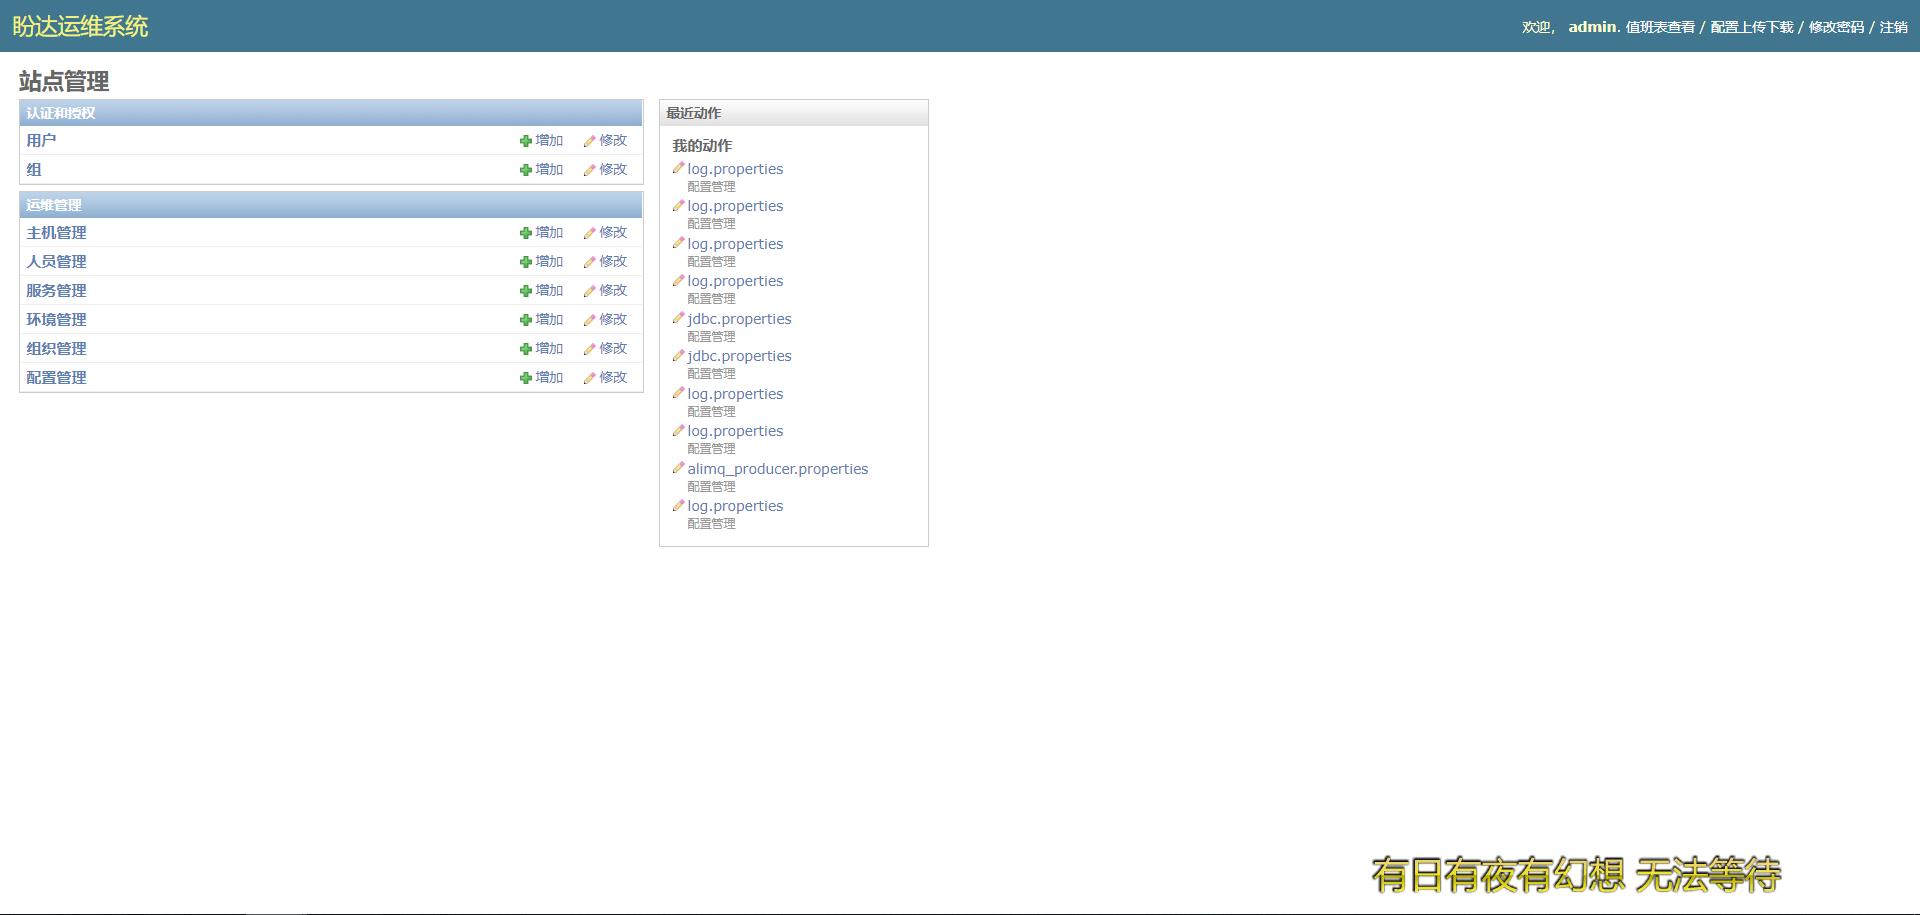 盼达运维系统
欢迎， admin. 值班表查看 / 配置上传下载 / 修改密码 / 注销
站点管理
认证和授权
用户 增加 修改
组 增加 修改
运维管理
主机管理 增加 修改
人员管理 增加 修改
服务管理 增加 修改
环境管理 增加 修改
组织管理 增加 修改
配置管理 增加 修改
最近动作
我的动作
log.properties
配置管理
log.properties
配置管理
log.properties
配置管理
log.properties
配置管理
jdbc.properties
配置管理
jdbc.properties
配置管理
log.properties
配置管理
log.properties
配置管理
alimq_producer.properties
配置管理
log.properties
配置管理
有日有夜有幻想 无法等待